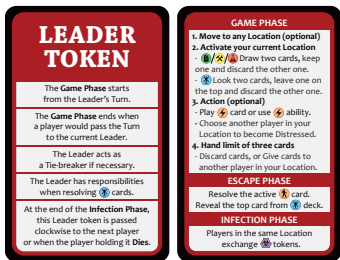 LEADER
TOKEN
The Game Phase starts
from the Leader's Turn.
The Game Phase ends when
a player would pass the Turn
to the current Leader.
The Leader acts as
a Tie-breaker if necessary.
The Leader has responsibilities
when resolving cards.
At the end of the Infection Phase,
this Leader token is passed
clockwise to the next player
or when the player holding it Dies.
GAME PHASE
1. Move to any Location (optional)
2. Activate your current Location
- / / Draw two cards, keep
one and discard the other one.
- Look two cards, leave one on
the top and discard the other one.
3. Action (optional)
- Play card or use ability.
- Choose another player in your
Location to become Distressed.
4. Hand limit of three cards
- Discard cards, or Give cards to
another player in your Location.
ESCAPE PHASE
Resolve the active card.
Reveal the top card from deck.
INFECTION PHASE
Players in the same Location
exchange tokens.